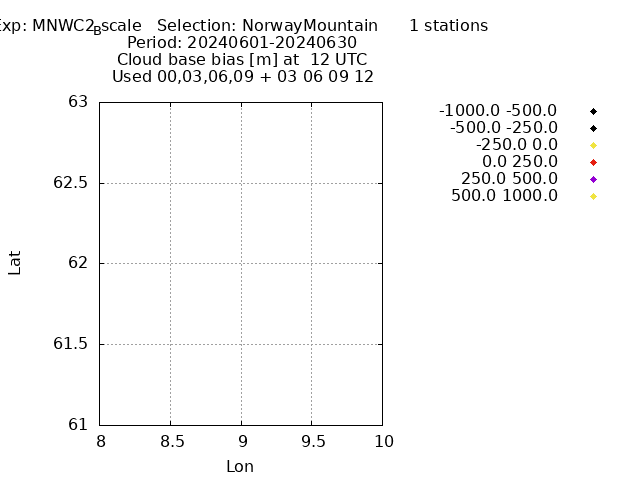 xp: MNWC2_Bscale   Selection: NorwayMountain      1 stations
Period: 20240601-20240630
Cloud base bias [m] at  12 UTC
Used 00,03,06,09 + 03 06 09 12
-1000.0 -500.0
-500.0 -250.0
-250.0 0.0
0.0 250.0
250.0 500.0
500.0 1000.0
63
62.5
62
61.5
61
8 8.5 9 9.5 10
Lat
Lon